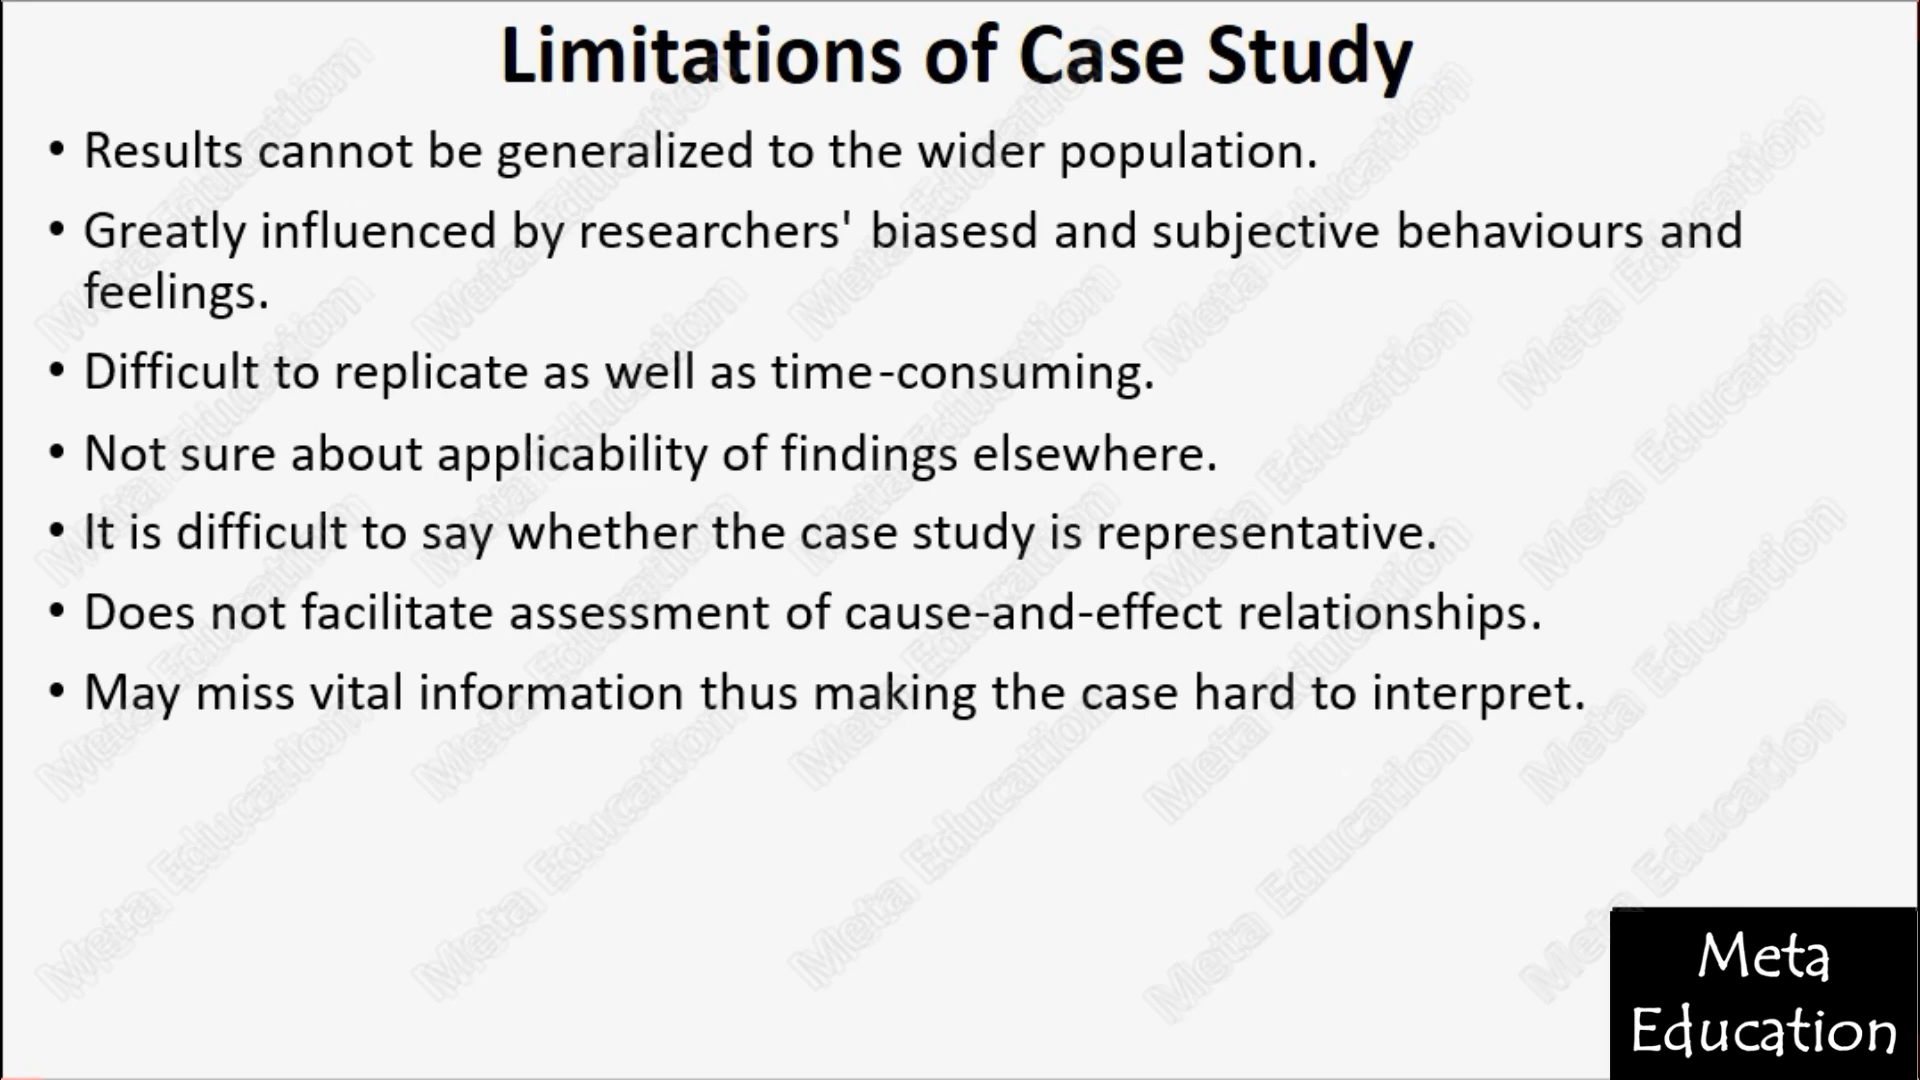 Limitations of Case Study
• Results cannot be generalized to the wider population.
• Greatly influenced by researchers' biasesd and subjective behaviours and
feelings.
• Difficult to replicate as well as time-consuming.
• Not sure about applicability of findings elsewhere.
• It is difficult to say whether the case study is representative.
• Does not facilitate assessment of cause-and-effect relationships.
• May miss vital information thus making the case hard to interpret.
Meta
Education